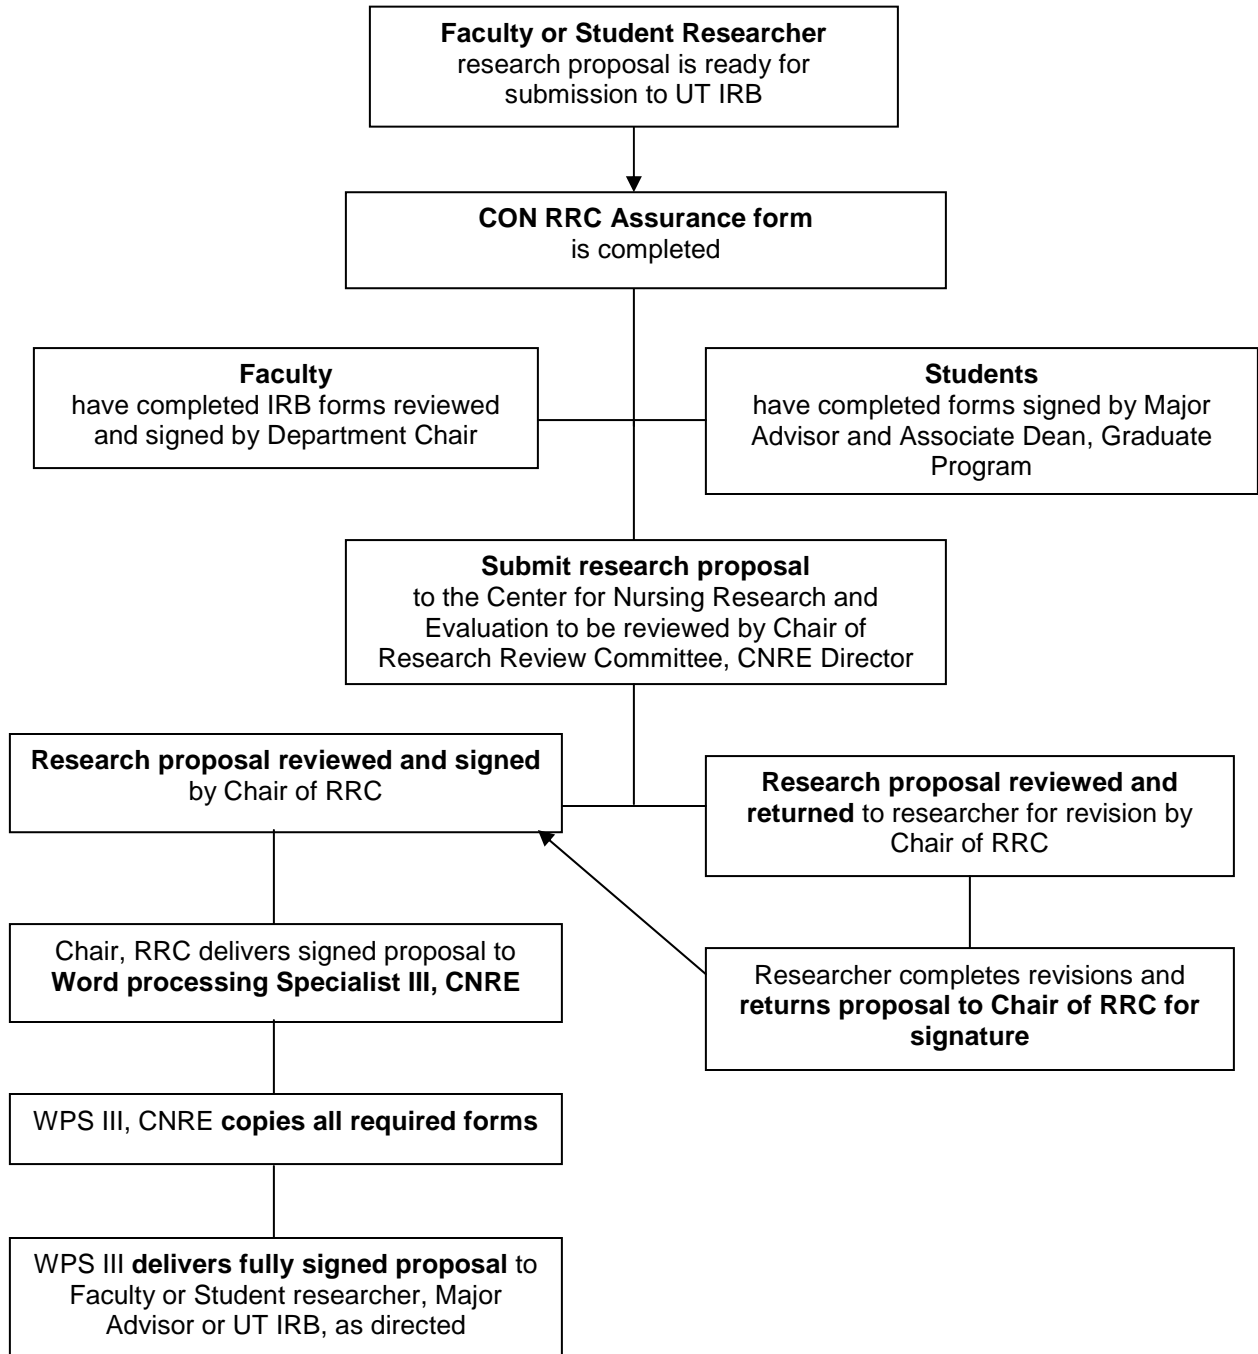 Faculty or Student Researcher
research proposal is ready for
submission to UT IRB
CON RRC Assurance form
is completed
Faculty
have completed IRB forms reviewed
and signed by Department Chair
Students
have completed forms signed by Major
Advisor and Associate Dean, Graduate
Program
Submit research proposal
to the Center for Nursing Research and
Evaluation to be reviewed by Chair of
Research Review Committee, CNRE Director
Research proposal reviewed and signed
by Chair of RRC
Research proposal reviewed and
returned to researcher for revision by
Chair of RRC
Chair, RRC delivers signed proposal to
Word processing Specialist III, CNRE
Researcher completes revisions and
returns proposal to Chair of RRC for
signature
WPS III, CNRE copies all required forms
WPS III delivers fully signed proposal to
Faculty or Student researcher, Major
Advisor or UT IRB, as directed